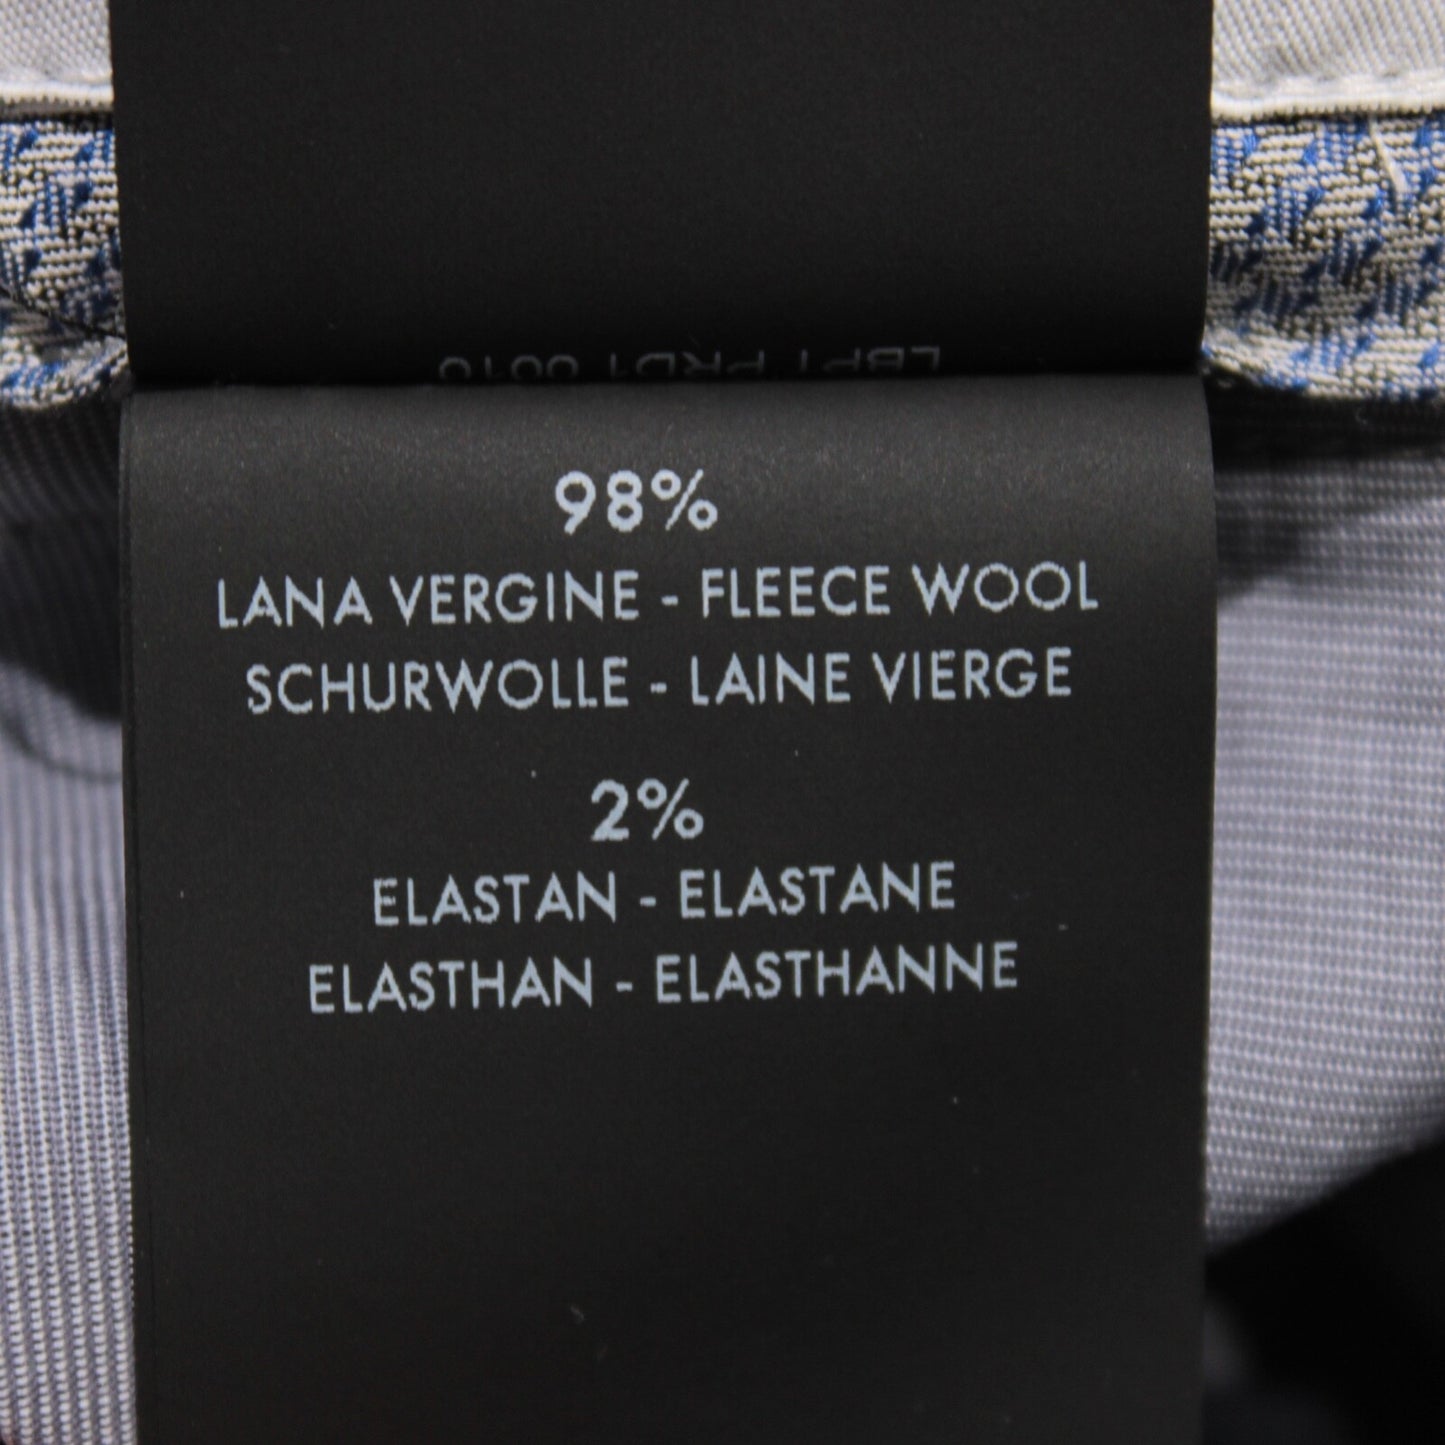 98%
LANA VERGINE - FLEECE WOOL
SCHURWOLLE - LAINE VIERGE
2%
ELASTAN - ELASTANE
ELASTHAN - ELASTHANNE